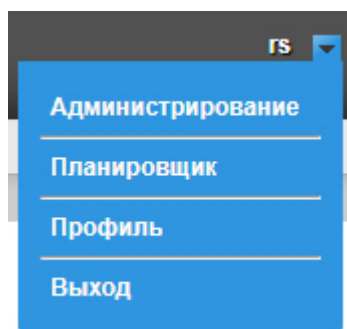 rs
Администрирование
Планировщик
Профиль
Выход